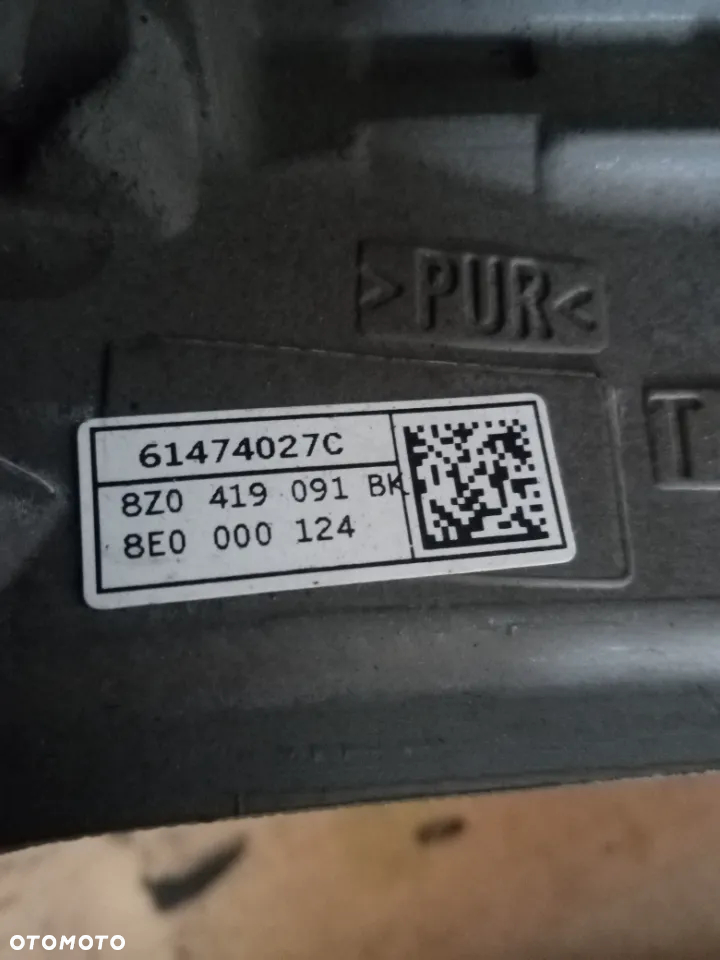 >PUR<
T
61474027C
8Z0 419 091 BK
8E0 000 124
OTOMOTO